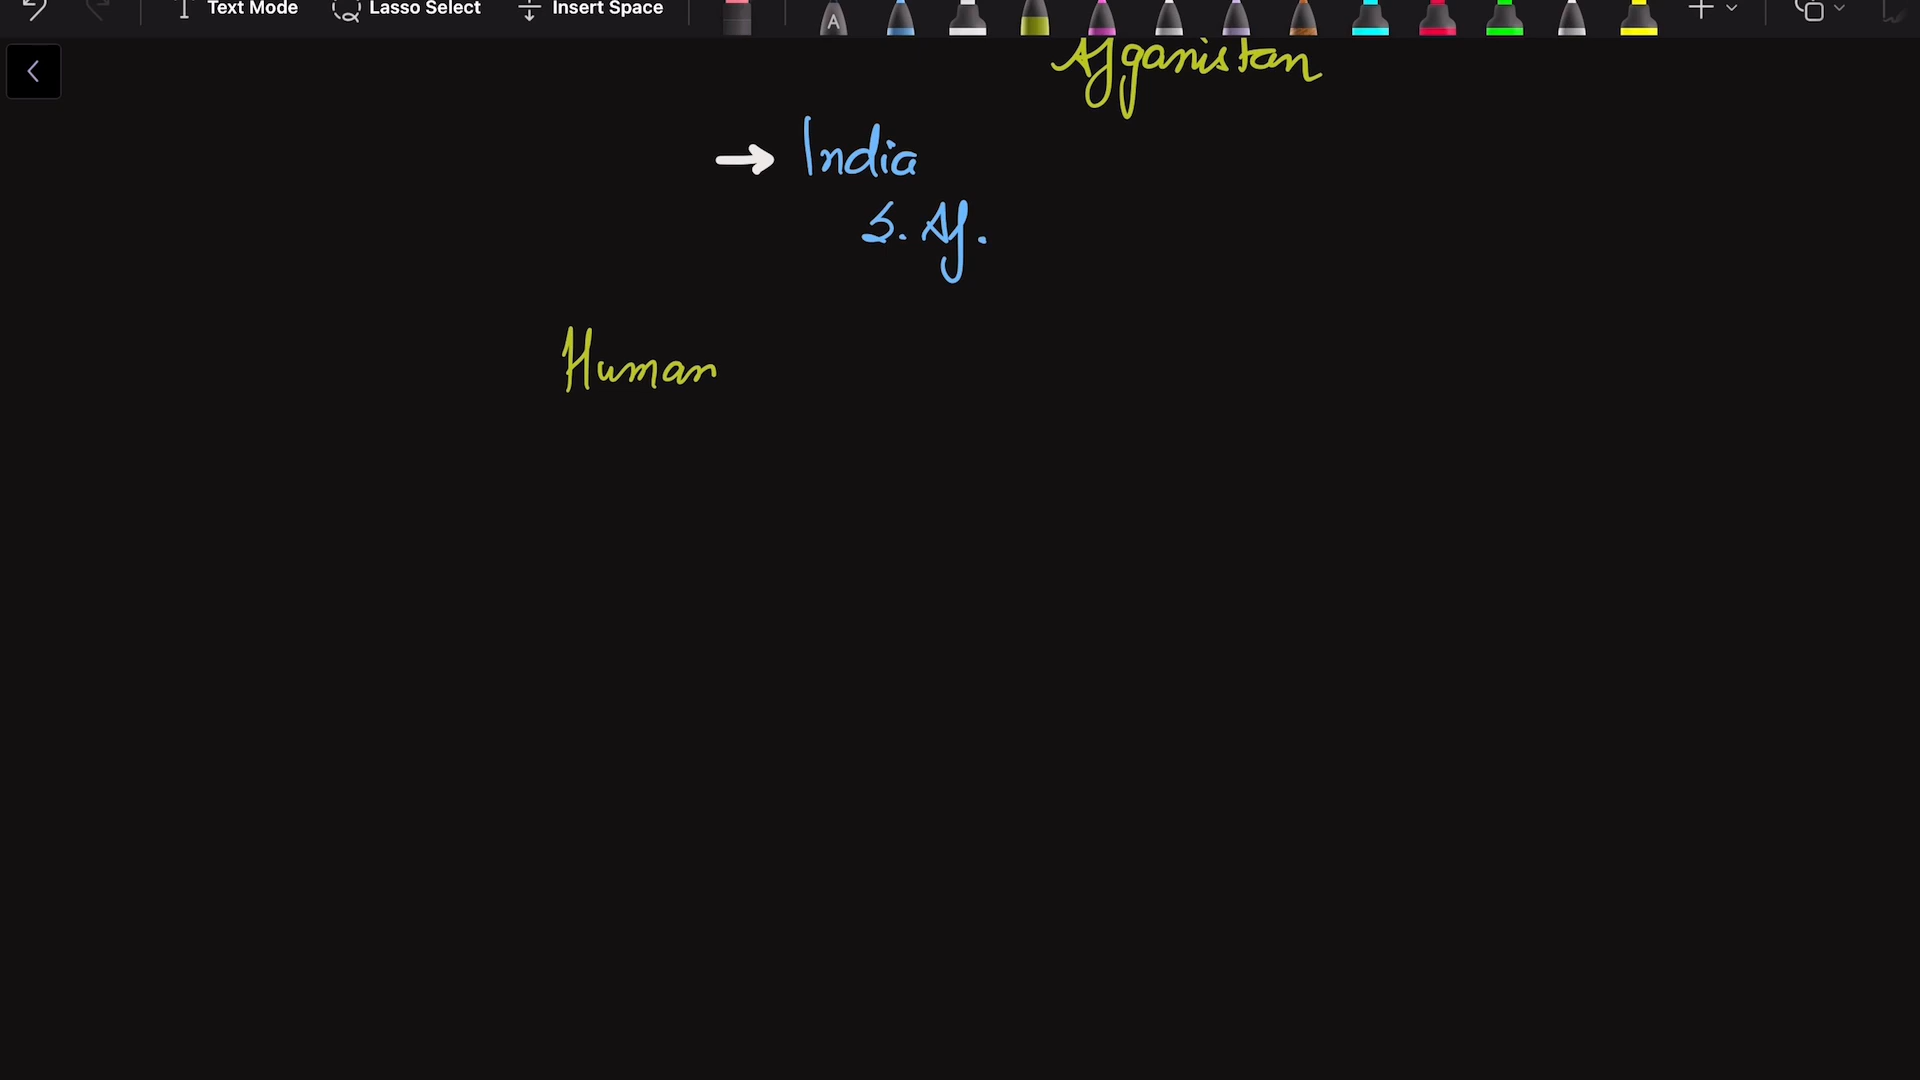 Text Mode Lasso Select Insert Space A
Afganistan
→ India
S. Af.
Human